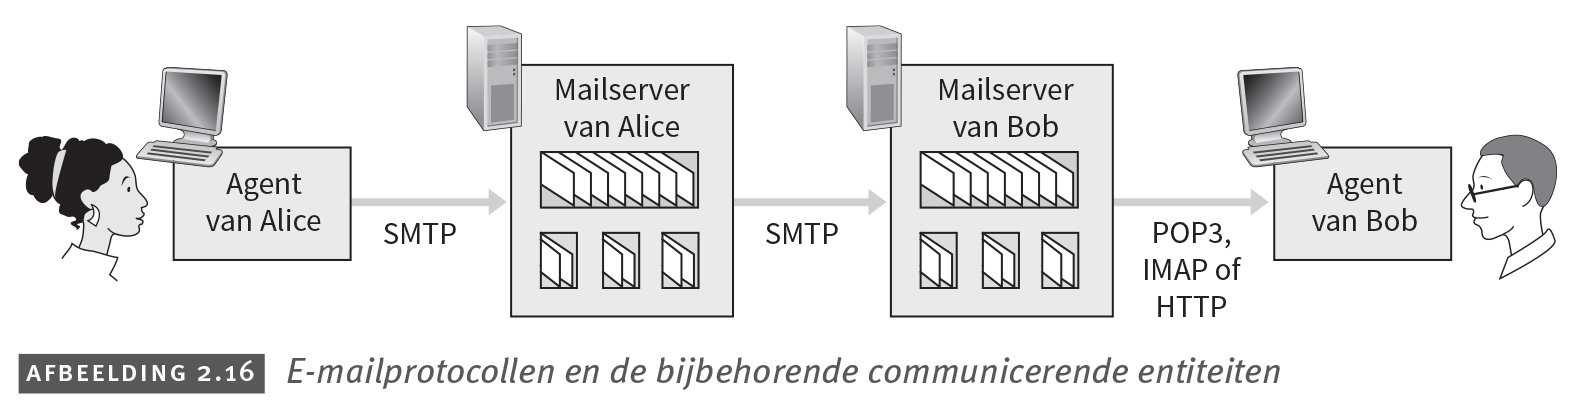 Mailserver
van Alice
Mailserver
van Bob
Agent
van Alice
Agent
van Bob
SMTP
SMTP
POP3,
IMAP of
HTTP
AFBEELDING 2.16 E-mailprotocollen en de bijbehorende communicerende entiteiten